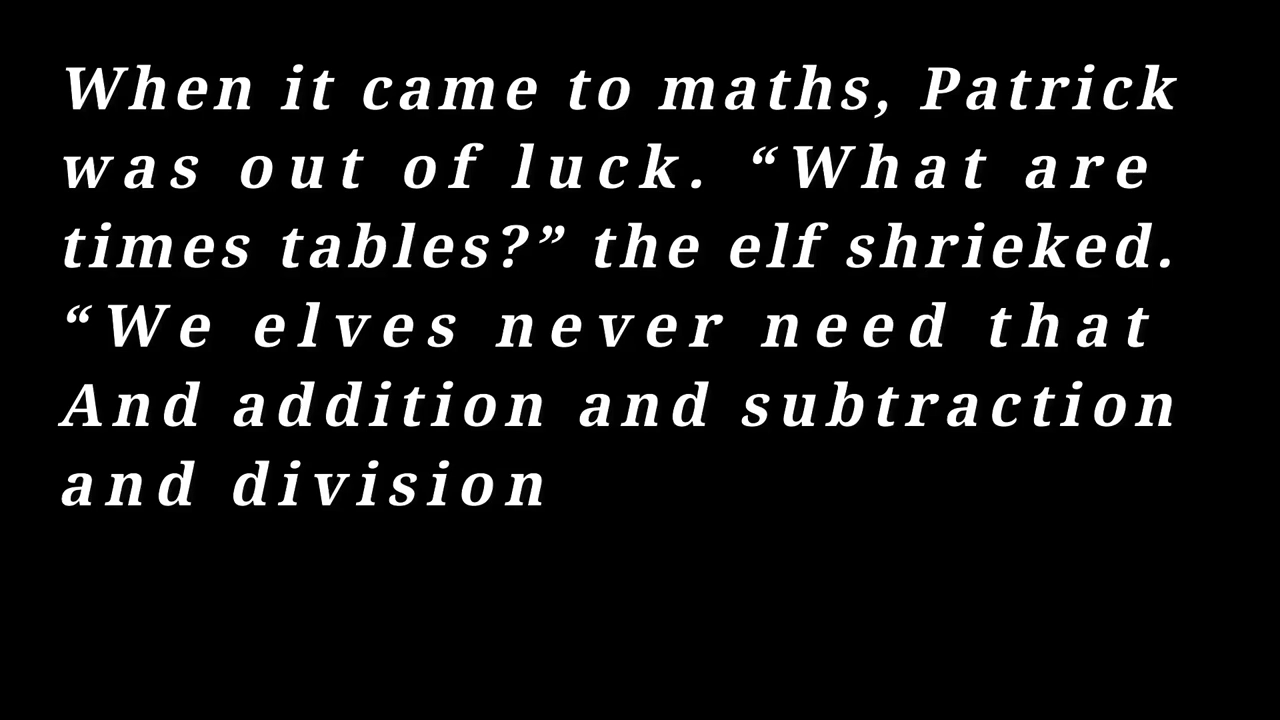 When it came to maths, Patrick
was out of luck. “What are
times tables?” the elf shrieked.
“We elves never need that
And addition and subtraction
and division